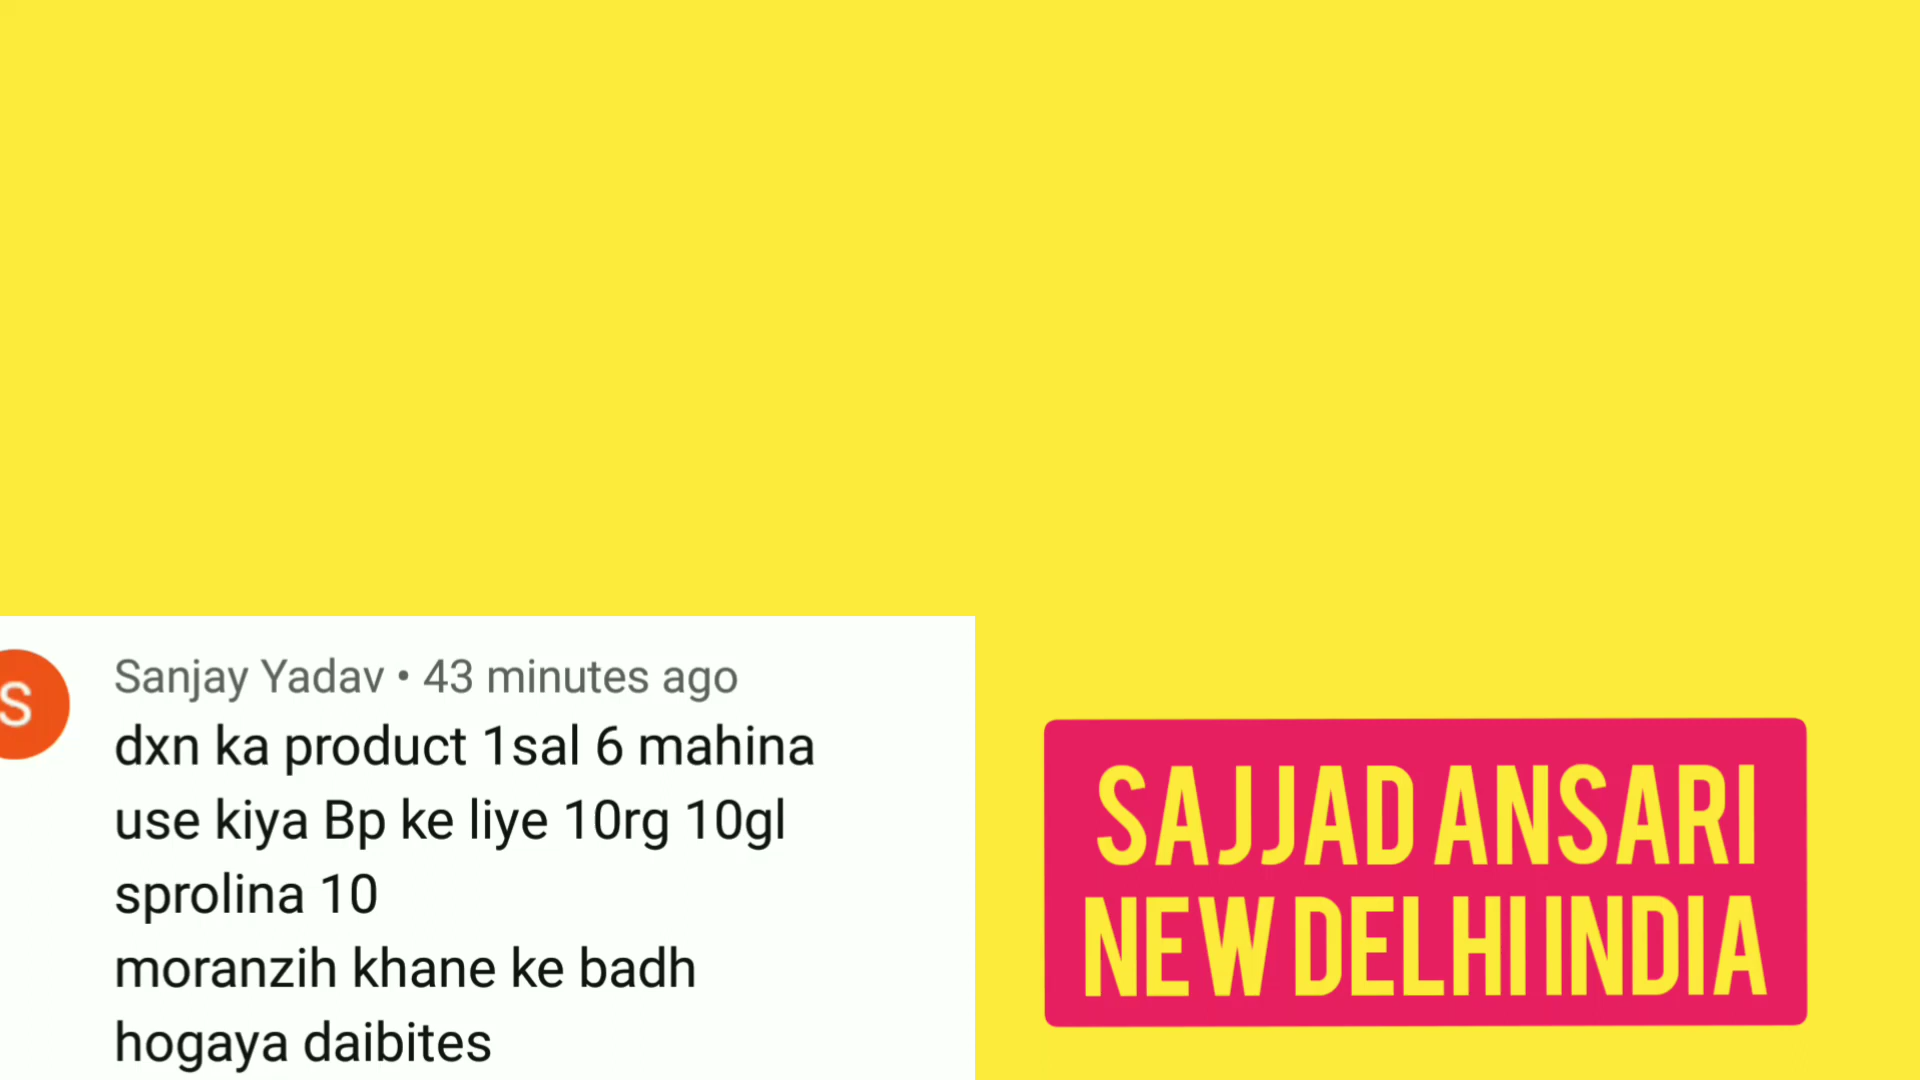 S
Sanjay Yadav • 43 minutes ago
dxn ka product 1sal 6 mahina
use kiya Bp ke liye 10rg 10gl
sprolina 10
moranzih khane ke badh
hogaya daibites
SAJJAD ANSARI
NEW DELHI INDIA